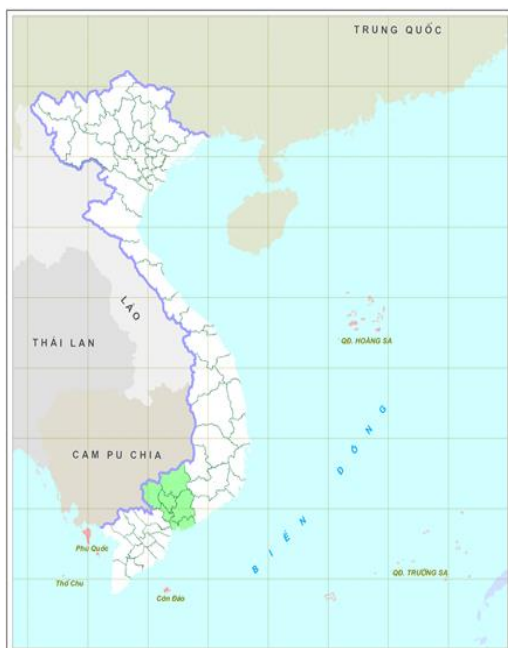 TRUNG QUỐC
LÀO
THÁI LAN
QĐ. HOÀNG SA
CAM PU CHIA
BIỂN ĐÔNG
Phú Quốc
Thổ Chu
Côn Đảo
QĐ. TRƯỜNG SA